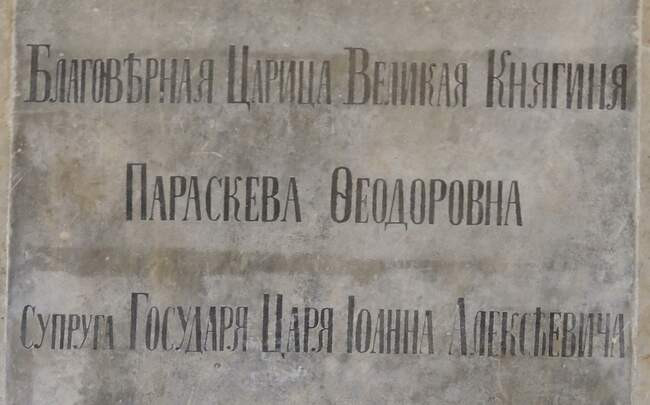 Благовѣрная Царица Великая Княгиня
Параскева Ѳеодоровна
Супруга Государя Царя Іоанна Алексѣевича